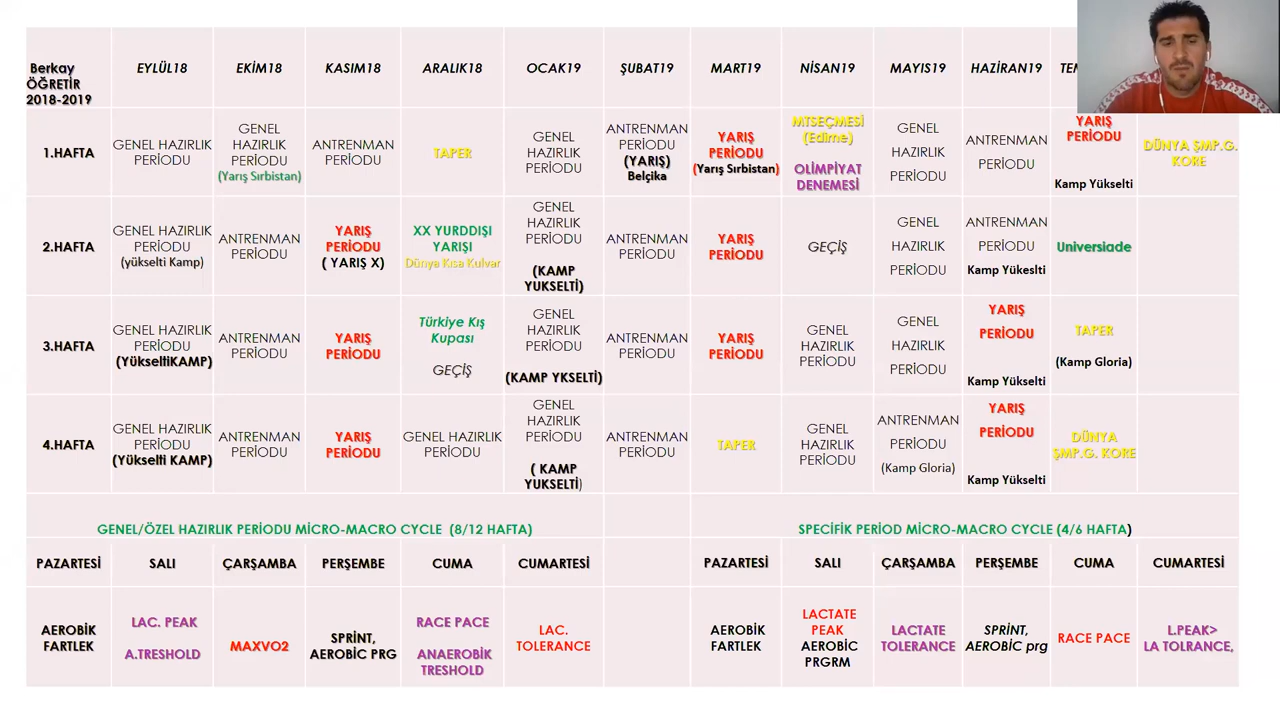 Berkay
ÖĞRETİR
2018-2019
EYLÜL18
EKİM18
KASIM18
ARALIK18
OCAK19
ŞUBAT19
MART19
NİSAN19
MAYIS19
HAZİRAN19
1.HAFTA
GENEL HAZIRLIK
PERİODU
GENEL
HAZIRLIK
PERİODU
(Yarış Sırbistan)
ANTRENMAN
PERİODU
TAPER
GENEL
HAZIRLIK
PERİODU
ANTRENMAN
PERİODU
(YARIŞ)
Belçika
YARIŞ
PERİODU
(Yarış Sırbistan)
MTSEÇMESİ
(Edirne)
OLİMPİYAT
DENEMESİ
GENEL
HAZIRLIK
PERİODU
ANTRENMAN
PERİODU
YARIŞ
PERİODU
Kamp Yükselti
DÜNYA ŞMP.G.
KORE
2.HAFTA
GENEL HAZIRLIK
PERİODU
(yükselti Kamp)
ANTRENMAN
PERİODU
YARIŞ
PERİODU
( YARIŞ X)
XX YURDDIŞI
YARIŞI
Dünya Kısa Kulvar
GENEL
HAZIRLIK
PERİODU
(KAMP
YUKSELTİ)
ANTRENMAN
PERİODU
YARIŞ
PERİODU
GEÇİŞ
GENEL
HAZIRLIK
PERİODU
ANTRENMAN
PERİODU
Kamp Yükeslti
Universiade
3.HAFTA
GENEL HAZIRLIK
PERİODU
(YükseltiKAMP)
ANTRENMAN
PERİODU
YARIŞ
PERİODU
Türkiye Kış
Kupası
GEÇİŞ
GENEL
HAZIRLIK
PERİODU
(KAMP YKSELTİ)
ANTRENMAN
PERİODU
YARIŞ
PERİODU
GENEL
HAZIRLIK
PERİODU
GENEL
HAZIRLIK
PERİODU
YARIŞ
PERİODU
Kamp Yükselti
TAPER
(Kamp Gloria)
4.HAFTA
GENEL HAZIRLIK
PERİODU
(Yükselti KAMP)
ANTRENMAN
PERİODU
YARIŞ
PERİODU
GENEL HAZIRLIK
PERİODU
GENEL
HAZIRLIK
PERİODU
( KAMP
YUKSELTİ)
ANTRENMAN
PERİODU
TAPER
GENEL
HAZIRLIK
PERİODU
ANTRENMAN
PERİODU
(Kamp Gloria)
YARIŞ
PERİODU
Kamp Yükselti
DÜNYA
ŞMP.G. KORE
GENEL/ÖZEL HAZIRLIK PERİODU MİCRO-MACRO CYCLE (8/12 HAFTA)
SPECİFİK PERİOD MİCRO-MACRO CYCLE (4/6 HAFTA)
PAZARTESİ
SALI
ÇARŞAMBA
PERŞEMBE
CUMA
CUMARTESİ
PAZARTESİ
SALI
ÇARŞAMBA
PERŞEMBE
CUMA
CUMARTESİ
AEROBİK
FARTLEK
LAC. PEAK
A.TRESHOLD
MAXVO2
SPRİNT,
AEROBİC PRG
RACE PACE
ANAEROBİK
TRESHOLD
LAC.
TOLERANCE
AEROBİK
FARTLEK
LACTATE
PEAK
AEROBİC
PRGRM
LACTATE
TOLERANCE
SPRİNT,
AEROBİC prg
RACE PACE
L.PEAK>
LA TOLRANCE,